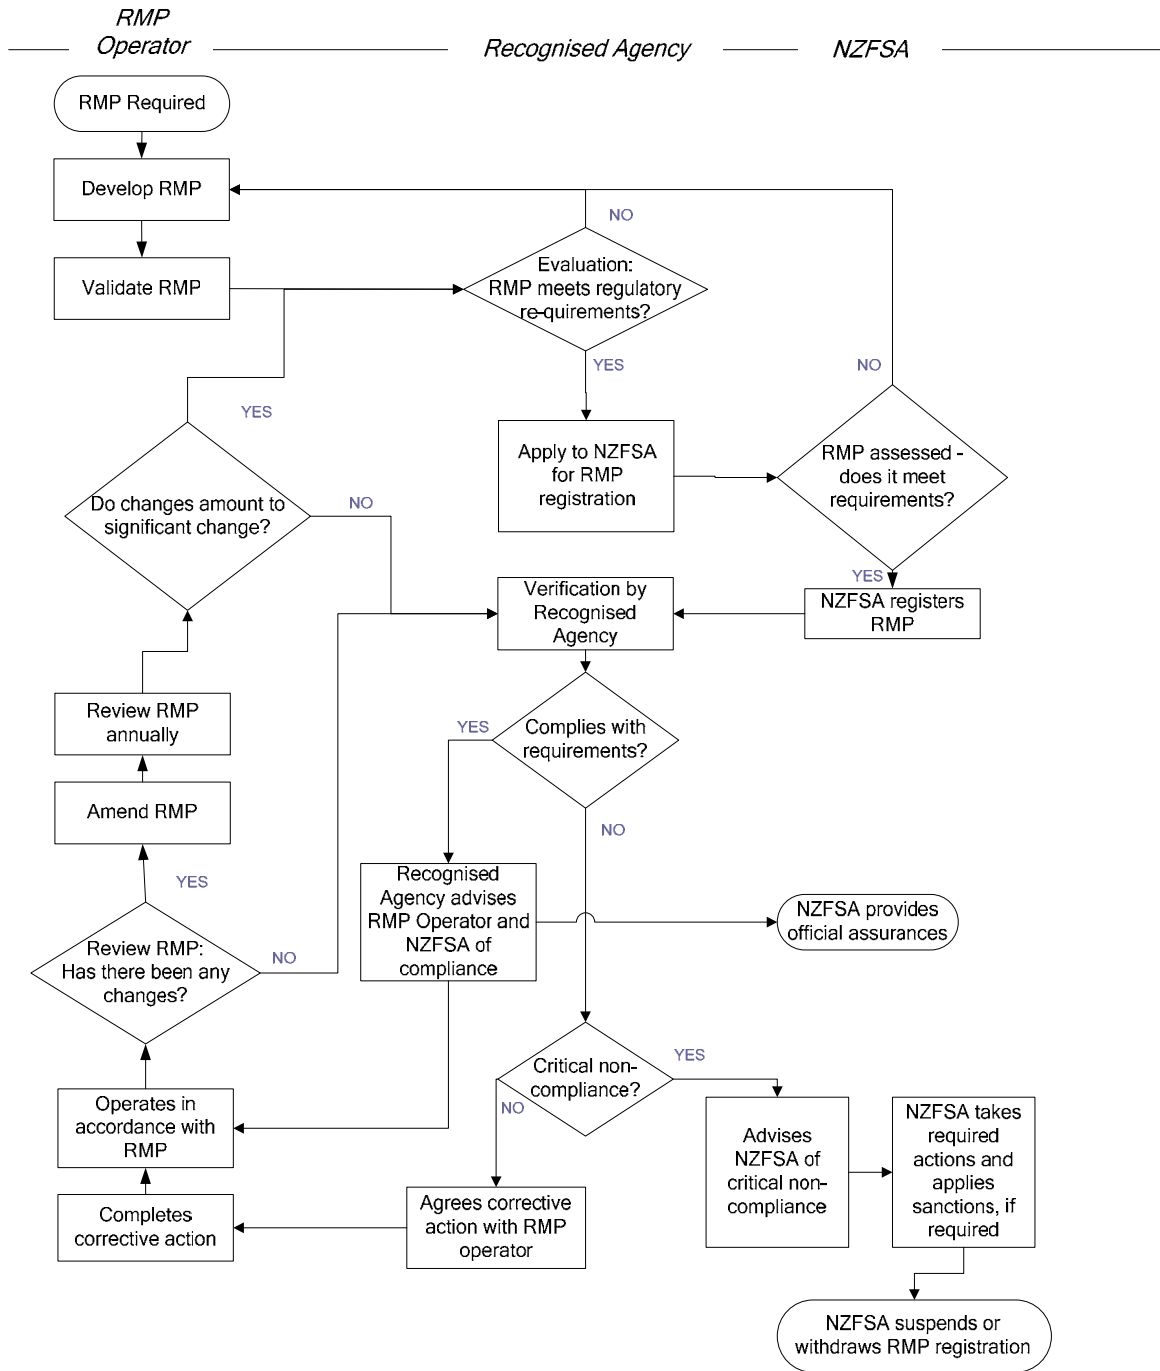 RMP
Operator
Recognised Agency
NZFSA
RMP Required
Develop RMP
NO
Validate RMP
Evaluation:
RMP meets regulatory
re-quirements?
YES
NO
YES
Apply to NZFSA
for RMP
registration
RMP assessed -
does it meet
requirements?
Do changes amount to
significant change?
NO
YES
Verification by
Recognised
Agency
NZFSA registers
RMP
Review RMP
annually
YES
Complies with
requirements?
Amend RMP
NO
YES
Recognised
Agency advises
RMP Operator and
NZFSA of
compliance
NZFSA provides
official assurances
Review RMP:
Has there been any
changes?
NO
Critical non-
compliance?
YES
NO
Operates in
accordance with
RMP
Advises
NZFSA of
critical non-
compliance
NZFSA takes
required
actions and
applies
sanctions, if
required
Completes
corrective action
Agrees corrective
action with RMP
operator
NZFSA suspends or
withdraws RMP registration